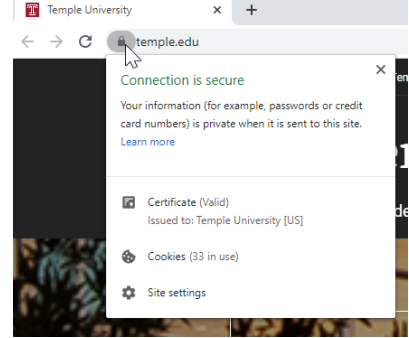 Temple University
temple.edu
Connection is secure
Your information (for example, passwords or credit
card numbers) is private when it is sent to this site.
Learn more
Certificate (Valid)
Issued to: Temple University [US]
Cookies (33 in use)
Site settings